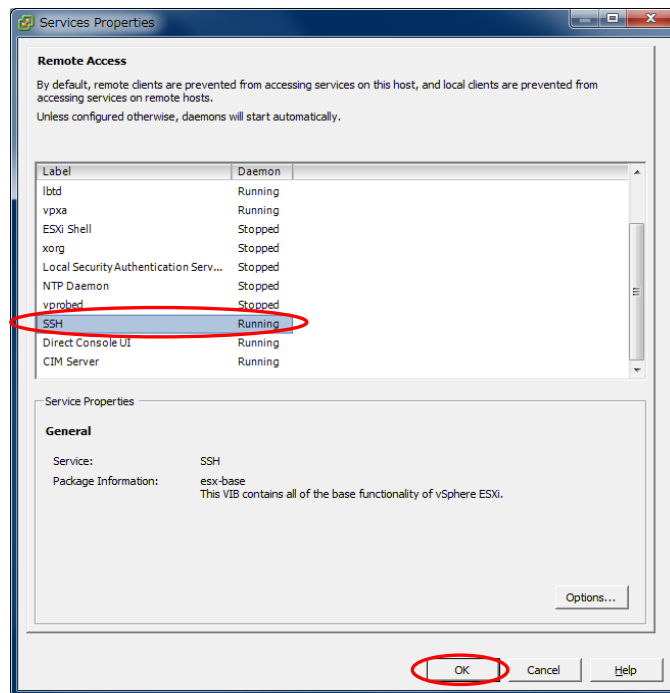 Services Properties
Remote Access
By default, remote clients are prevented from accessing services on this host, and local clients are prevented from
accessing services on remote hosts.
Unless configured otherwise, daemons will start automatically.
Label Daemon
lbtd Running
vpxa Running
ESXi Shell Stopped
xorg Stopped
Local Security Authentication Serv... Stopped
NTP Daemon Stopped
vprobed Stopped
SSH Running
Direct Console UI Running
CIM Server Running
Service Properties
General
Service: SSH
Package Information: esx-base
This VIB contains all of the base functionality of vSphere ESXi.
Options...
OK Cancel Help